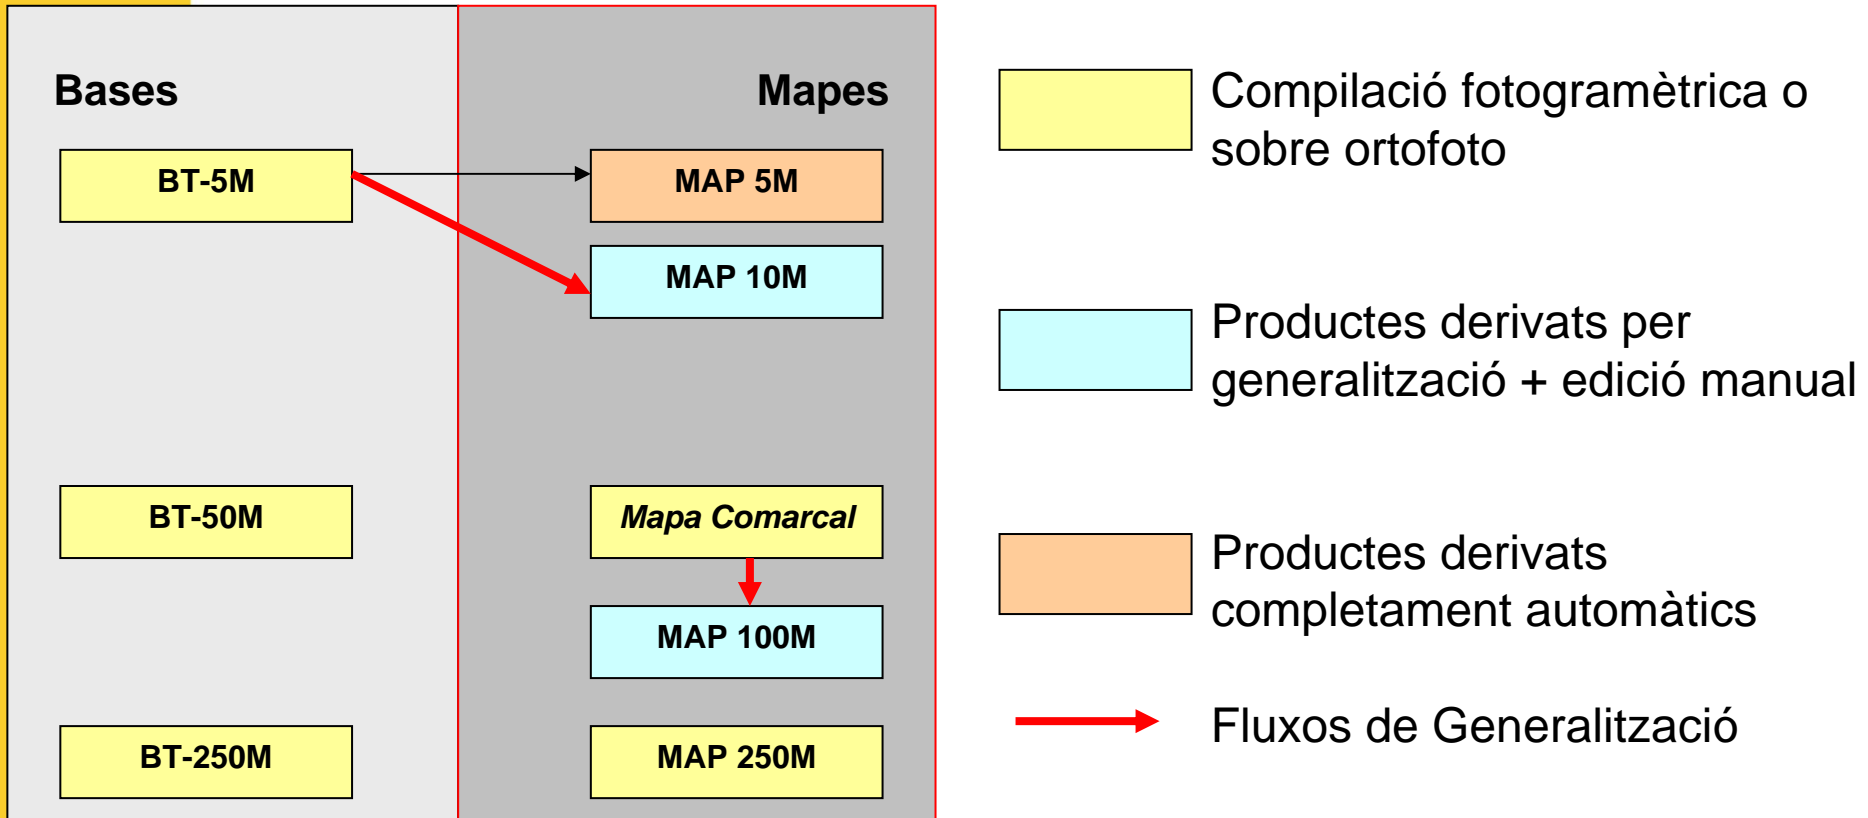 Bases
Mapes
BT-5M
MAP 5M
MAP 10M
BT-50M
Mapa Comarcal
MAP 100M
BT-250M
MAP 250M
Compilació fotogramètrica o
sobre ortofoto
Productes derivats per
generalització + edició manual
Productes derivats
completament automàtics
Fluxos de Generalització